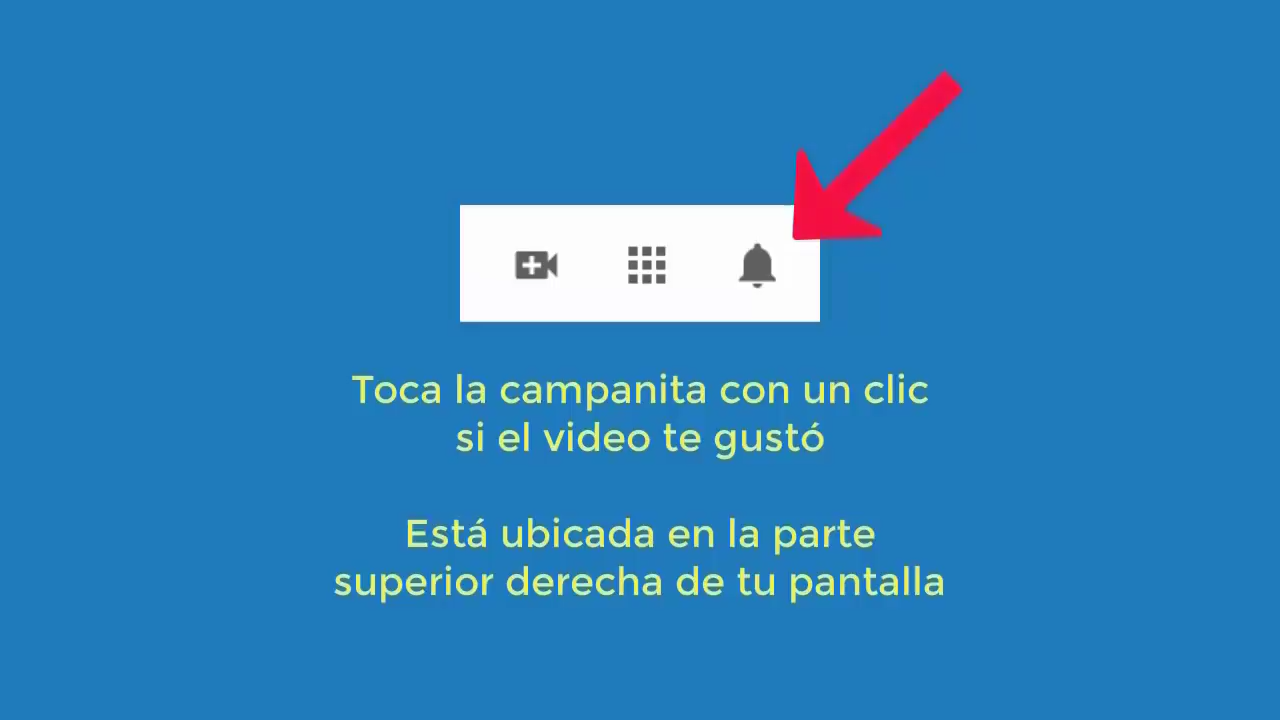 Toca la campanita con un clic
si el video te gustó
Está ubicada en la parte
superior derecha de tu pantalla